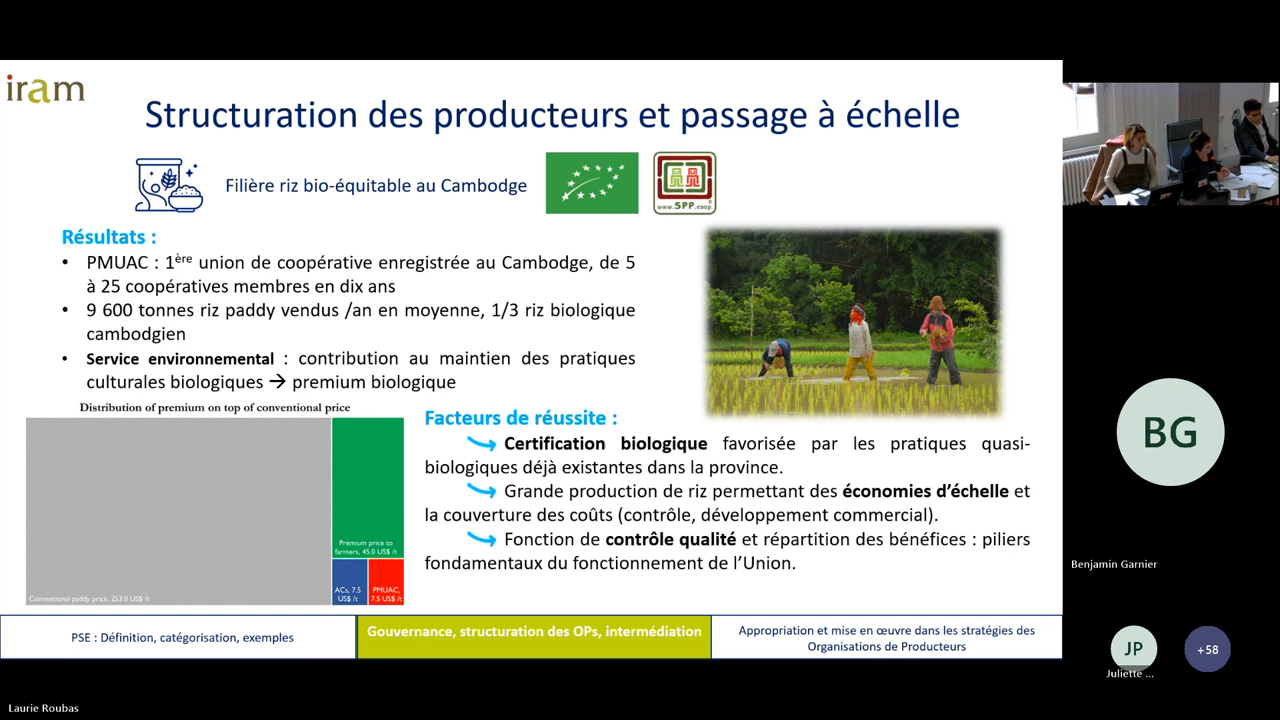 iram
Structuration des producteurs et passage à échelle
Filière riz bio-équitable au Cambodge
www.SPP.coop
Résultats :
• PMUAC : 1ère union de coopérative enregistrée au Cambodge, de 5
à 25 coopératives membres en dix ans
• 9 600 tonnes riz paddy vendus /an en moyenne, 1/3 riz biologique
cambodgien
• Service environnemental : contribution au maintien des pratiques
culturales biologiques → premium biologique
Distribution of premium on top of conventional price
Conventional paddy price, 253.0 US$ /t
Premium price to
farmers, 45.0 US$ /t
ACs, 7.5
US$ /t
PMUAC,
7.5 US$ /t
Facteurs de réussite :
Certification biologique favorisée par les pratiques quasi-
biologiques déjà existantes dans la province.
Grande production de riz permettant des économies d'échelle et
la couverture des coûts (contrôle, développement commercial).
Fonction de contrôle qualité et répartition des bénéfices : piliers
fondamentaux du fonctionnement de l'Union.
PSE : Définition, catégorisation, exemples
Gouvernance, structuration des OPs, intermédiation
Appropriation et mise en œuvre dans les stratégies des
Organisations de Producteurs
BG
Benjamin Garnier
JP
Juliette ...
+58
Laurie Roubas